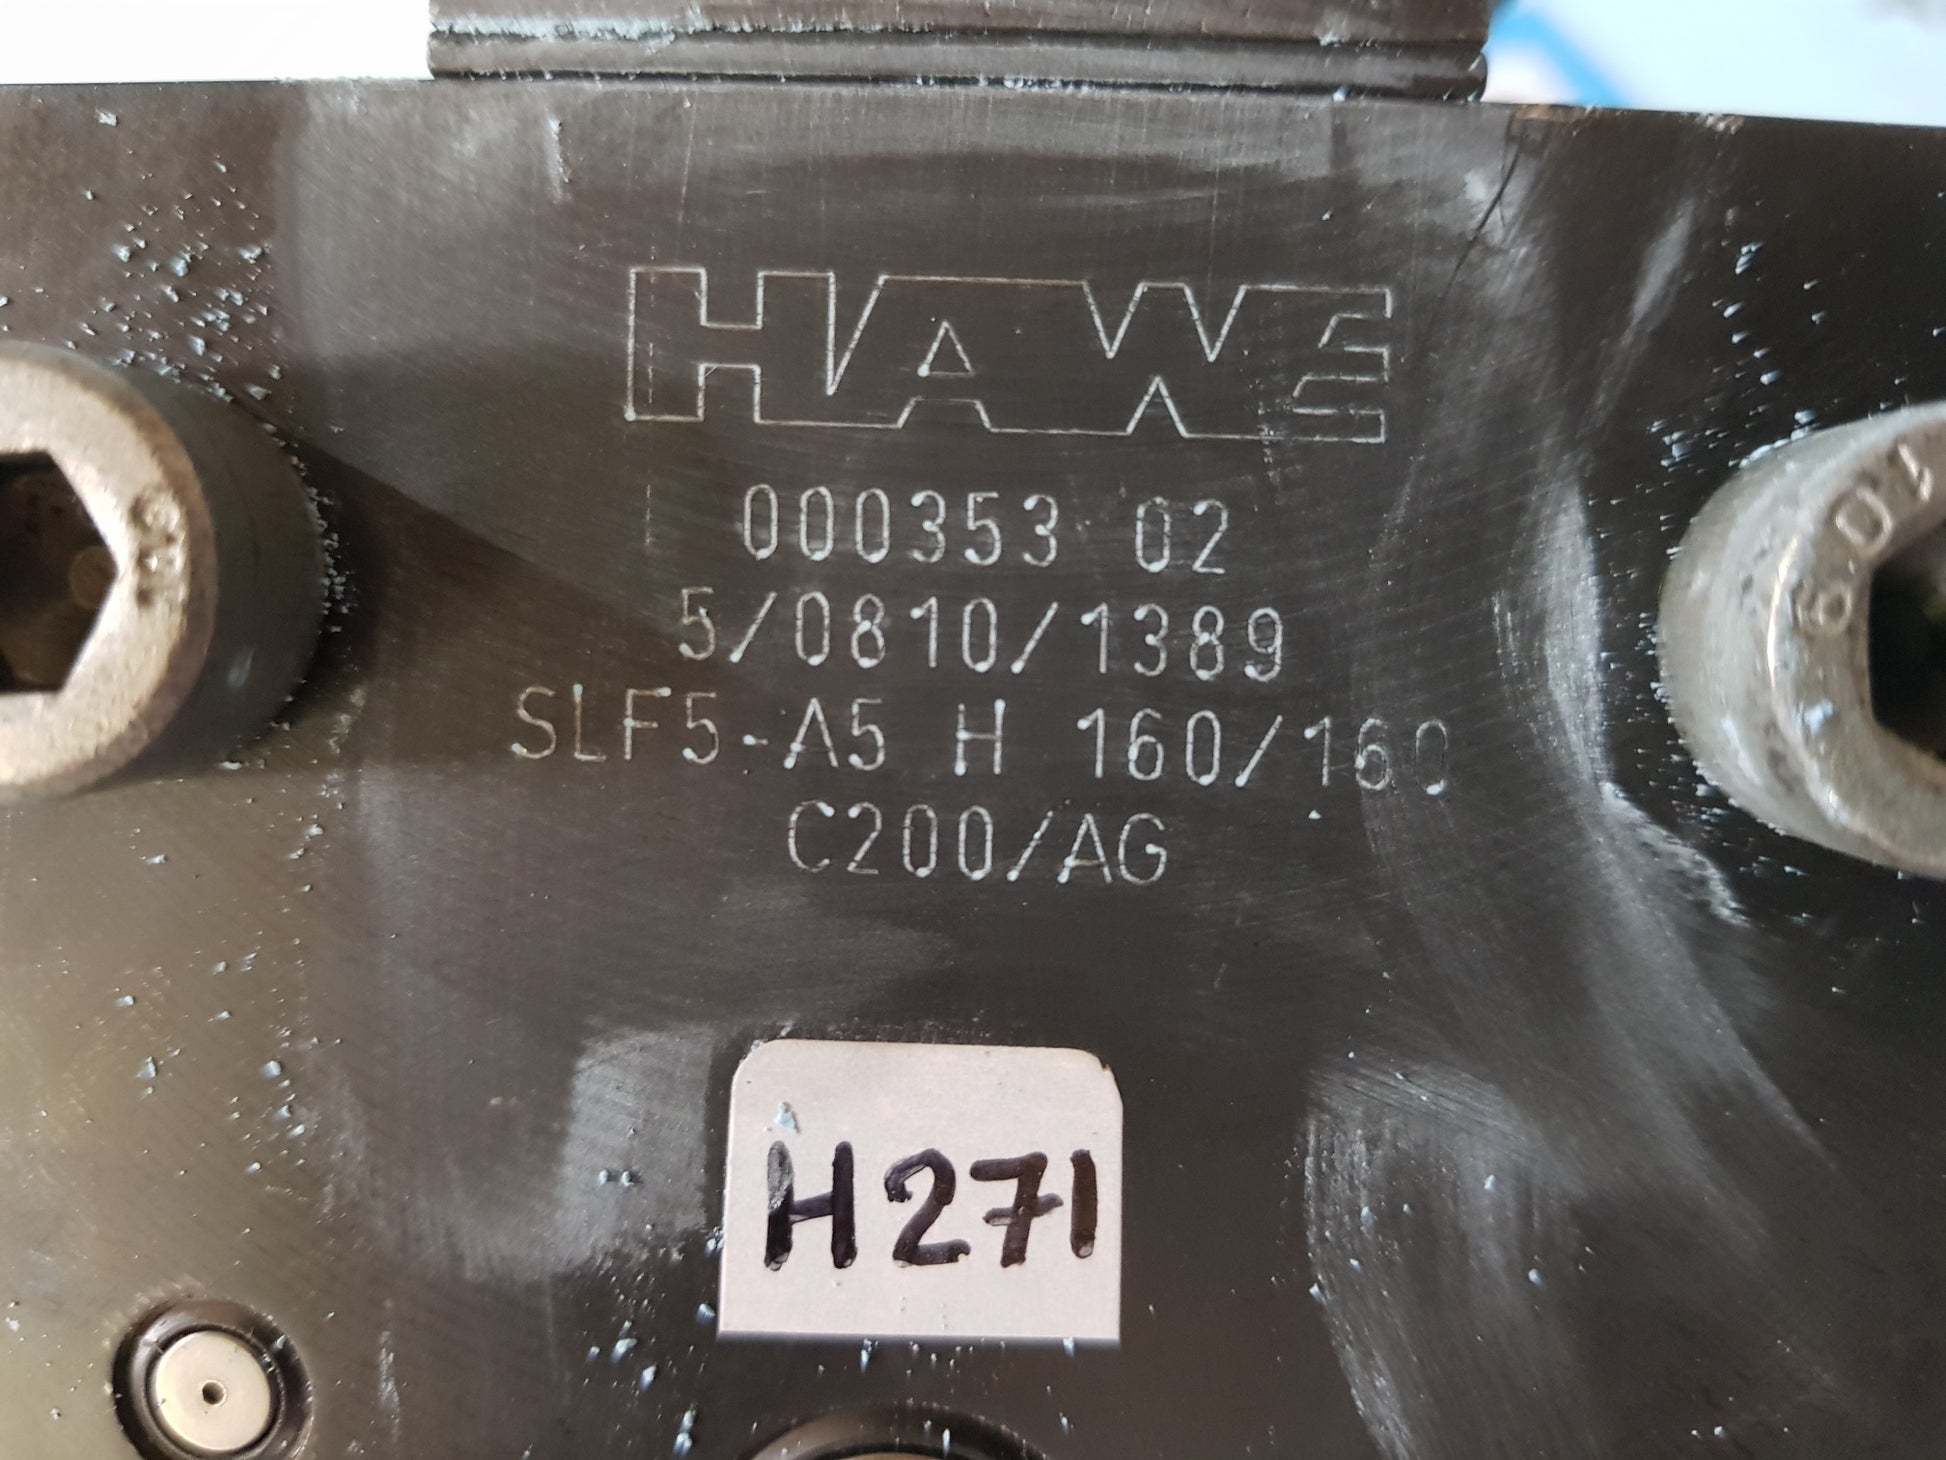 HAWE
000353 02
5/0810/1389
SLF5-A5 H 160/160
C200/AG
H271